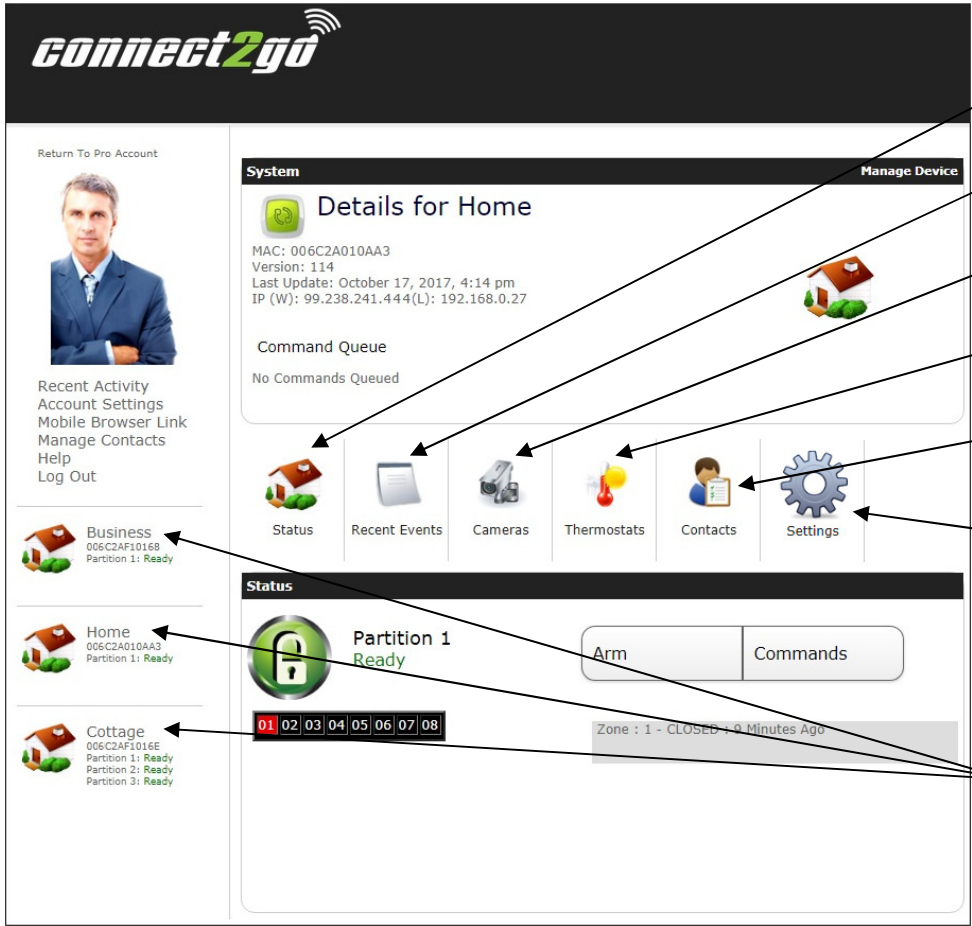 connect2go
Return To Pro Account
Recent Activity
Account Settings
Mobile Browser Link
Manage Contacts
Help
Log Out
Business
006C2AF10168
Partition 1: Ready
Home
006C2A010AA3
Partition 1: Ready
Cottage
006C2AF1016E
Partition 1: Ready
Partition 2: Ready
Partition 3: Ready
System Manage Device
Details for Home
MAC: 006C2A010AA3
Version: 114
Last Update: October 17, 2017, 4:14 pm
IP (W): 99.238.241.444(L): 192.168.0.27
Command Queue
No Commands Queued
Status Recent Events Cameras Thermostats Contacts Settings
Status
Partition 1
Ready
Arm Commands
01 02 03 04 05 06 07 08
Zone : 1 - CLOSED : 9 Minutes Ago